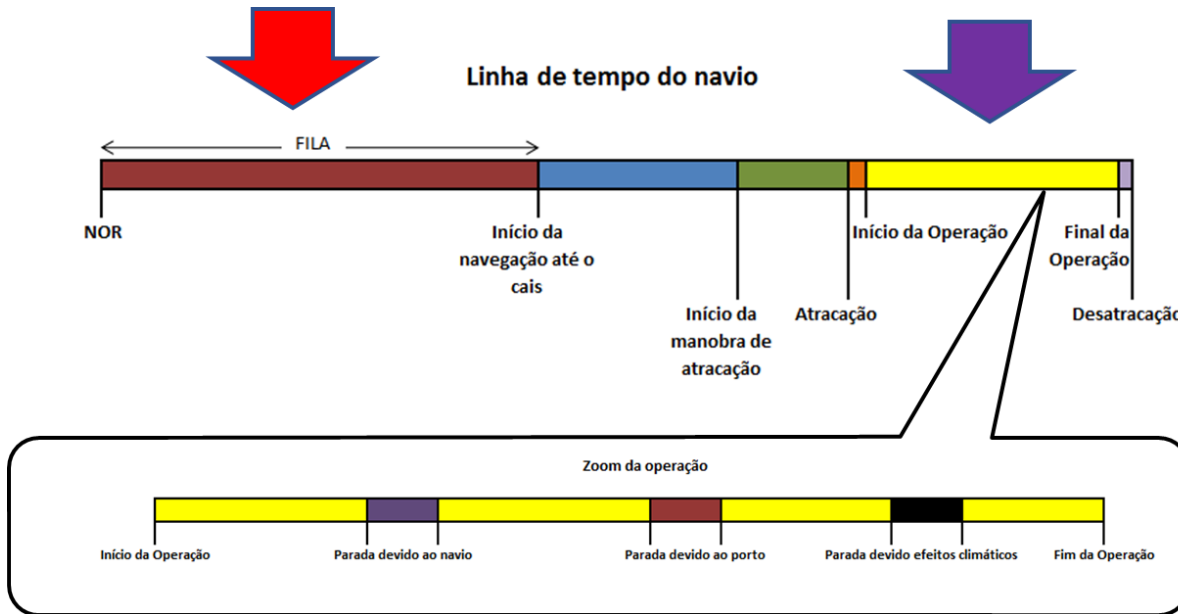 Linha de tempo do navio
FILA
NOR
Início da
navegação até o
cais
Início da
manobra de
atracação
Atracação
Início da Operação
Final da
Operação
Desatracação
Zoom da operação
Início da Operação
Parada devido ao navio
Parada devido ao porto
Parada devido efeitos climáticos
Fim da Operação